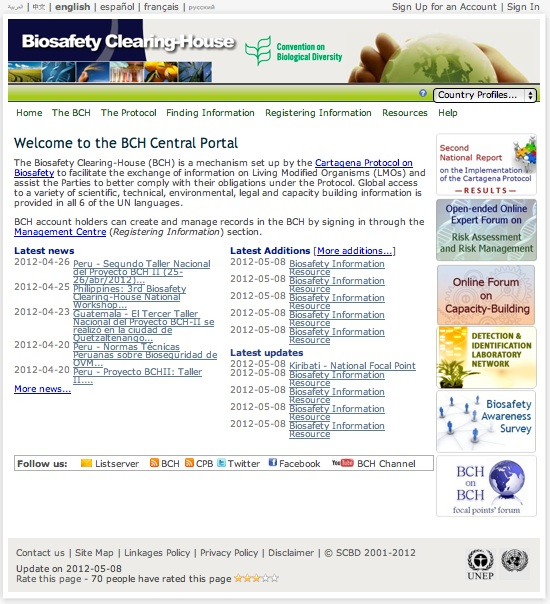 العربية | 中文 | english | español | français | русский
Sign Up for an Account | Sign In
Biosafety Clearing-House
Convention on
Biological Diversity
? Country Profiles...
Home The BCH The Protocol Finding Information Registering Information Resources Help
Welcome to the BCH Central Portal
The Biosafety Clearing-House (BCH) is a mechanism set up by the Cartagena Protocol on
Biosafety to facilitate the exchange of information on Living Modified Organisms (LMOs) and
assist the Parties to better comply with their obligations under the Protocol. Global access
to a variety of scientific, technical, environmental, legal and capacity building information is
provided in all 6 of the UN languages.
BCH account holders can create and manage records in the BCH by signing in through the
Management Centre (Registering Information) section.
Latest news
2012-04-26 Peru - Segundo Taller Nacional
del Proyecto BCH II (25-
26/abr/2012)...
2012-04-25 Philippines: 3rd Biosafety
Clearing-House National
Workshop...
2012-04-23 Guatemala - El Tercer Taller
Nacional del Proyecto BCH-II se
realizo en la ciudad de
Quetzaltenango...
2012-04-20 Peru - Normas Técnicas
Peruanas sobre Bioseguridad de
OVM...
2012-04-20 Peru - Proyecto BCHII: Taller
II....
More news...
Latest Additions [More additions...]
2012-05-08 Biosafety Information
Resource
2012-05-08 Biosafety Information
Resource
2012-05-08 Biosafety Information
Resource
2012-05-08 Biosafety Information
Resource
2012-05-08 Biosafety Information
Resource
Latest updates
2012-05-08 Kiribati - National Focal Point
2012-05-08 Biosafety Information
Resource
2012-05-08 Biosafety Information
Resource
2012-05-08 Biosafety Information
Resource
2012-05-08 Biosafety Information
Resource
Second
National Report
on the Implementation
of the Cartagena Protocol
— RESULTS —
Open-ended Online
Expert Forum on
Risk Assessment
and Risk Management
Online Forum
on
Capacity-Building
DETECTION &
IDENTIFICATION
LABORATORY
NETWORK
Biosafety
Awareness
Survey
BCH
on
BCH
focal points' forum
Follow us: Listserver BCH CPB Twitter Facebook YouTube BCH Channel
Contact us | Site Map | Linkages Policy | Privacy Policy | Disclaimer | © SCBD 2001-2012
Update on 2012-05-08
Rate this page - 70 people have rated this page
UNEP